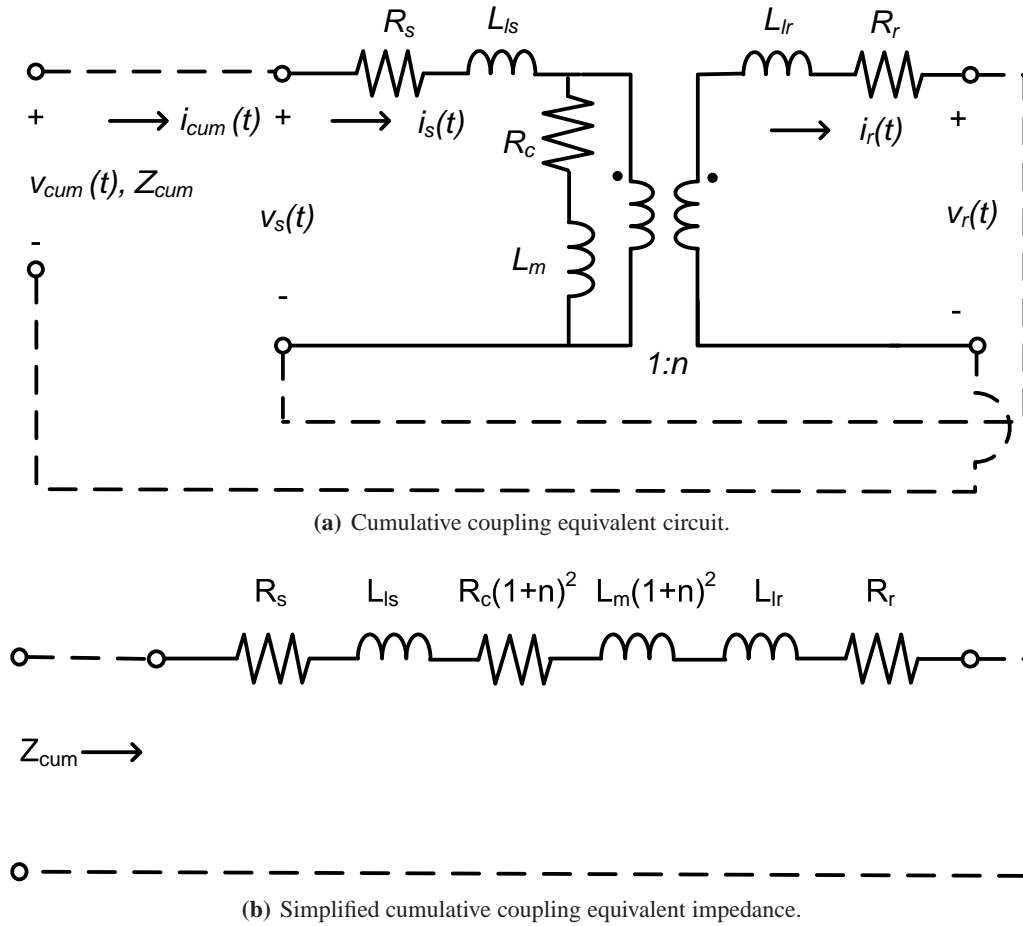 R_s L_ls L_lr R_r
+ i_cum (t) + i_s(t) R_c i_r(t) +
v_cum (t), Z_cum v_s(t) v_r(t)
- L_m
- -
1:n
(a) Cumulative coupling equivalent circuit.
R_s L_ls R_c(1+n)^2 L_m(1+n)^2 L_lr R_r
Z_cum
(b) Simplified cumulative coupling equivalent impedance.